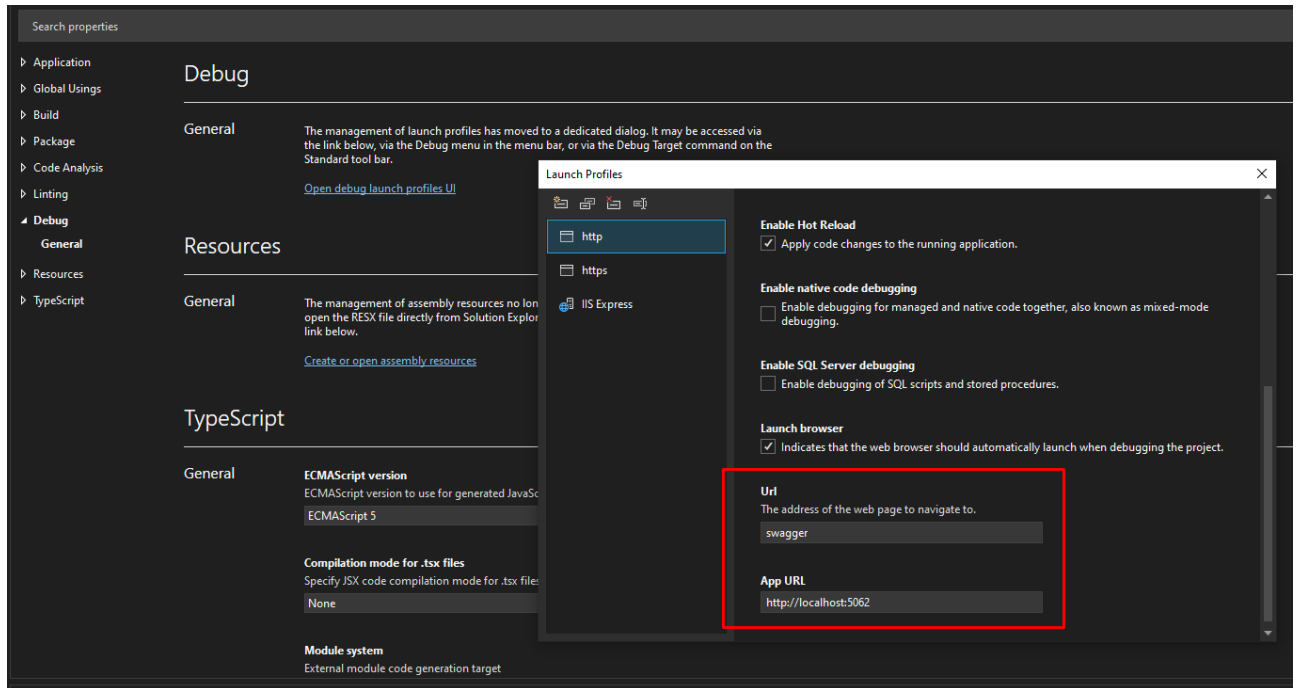 Search properties
Application
Global Usings
Build
Package
Code Analysis
Linting
Debug
General
Resources
TypeScript
Debug
General
The management of launch profiles has moved to a dedicated dialog. It may be accessed via
the link below, via the Debug menu in the menu bar, or via the Debug Target command on the
Standard tool bar.
Open debug launch profiles UI
Resources
General
The management of assembly resources no lon
open the RESX file directly from Solution Explor
link below.
Create or open assembly resources
TypeScript
General
ECMAScript version
ECMAScript version to use for generated JavaSc
ECMAScript 5
Compilation mode for .tsx files
Specify JSX code compilation mode for .tsx files
None
Module system
External module code generation target
Launch Profiles
http
https
IIS Express
Enable Hot Reload
Apply code changes to the running application.
Enable native code debugging
Enable debugging for managed and native code together, also known as mixed-mode
debugging.
Enable SQL Server debugging
Enable debugging of SQL scripts and stored procedures.
Launch browser
Indicates that the web browser should automatically launch when debugging the project.
Url
The address of the web page to navigate to.
swagger
App URL
http://localhost:5062